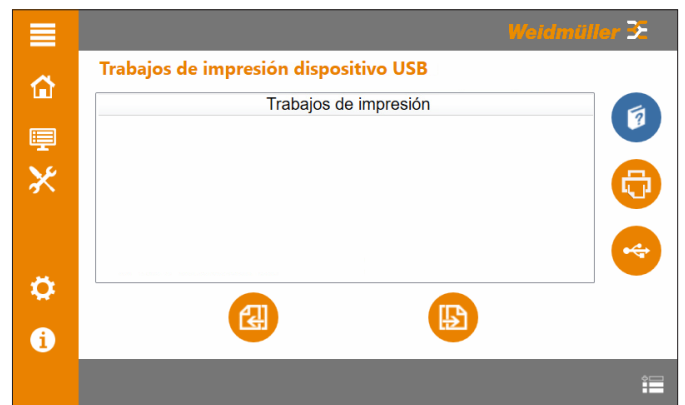 Weidmüller
Trabajos de impresión dispositivo USB
Trabajos de impresión